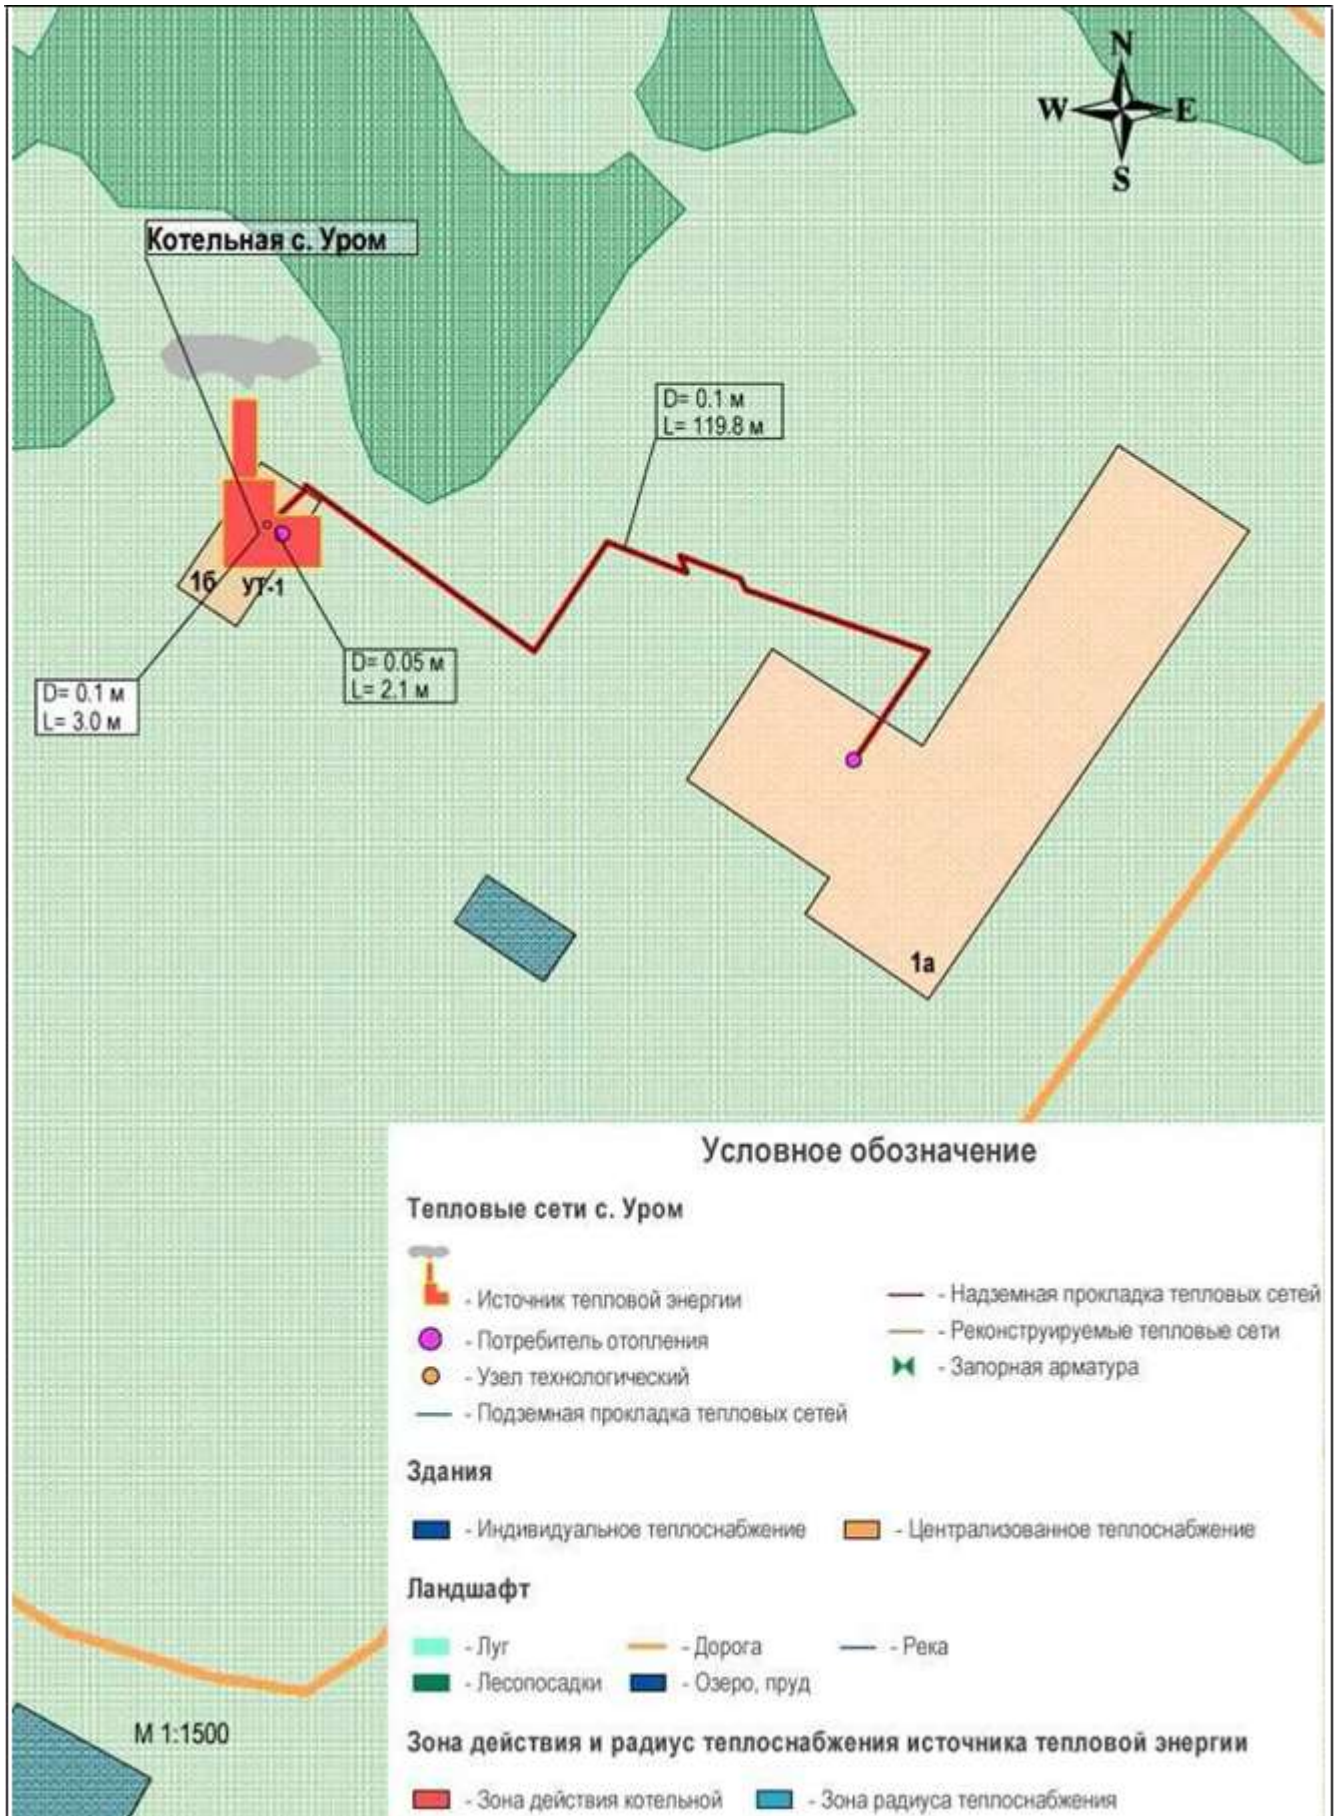 N
W E
S
Котельная с. Уром
D= 0.1 м
L= 119.8 м
1б УТ-1
D= 0.05 м
L= 2.1 м
D= 0.1 м
L= 3.0 м
1а
Условное обозначение
Тепловые сети с. Уром
- Источник тепловой энергии
- Надземная прокладка тепловых сетей
- Потребитель отопления
- Реконструируемые тепловые сети
- Узел технологический
- Запорная арматура
- Подземная прокладка тепловых сетей
Здания
- Индивидуальное теплоснабжение - Централизованное теплоснабжение
Ландшафт
- Луг - Дорога - Река
- Лесопосадки - Озеро, пруд
М 1:1500
Зона действия и радиус теплоснабжения источника тепловой энергии
- Зона действия котельной - Зона радиуса теплоснабжения